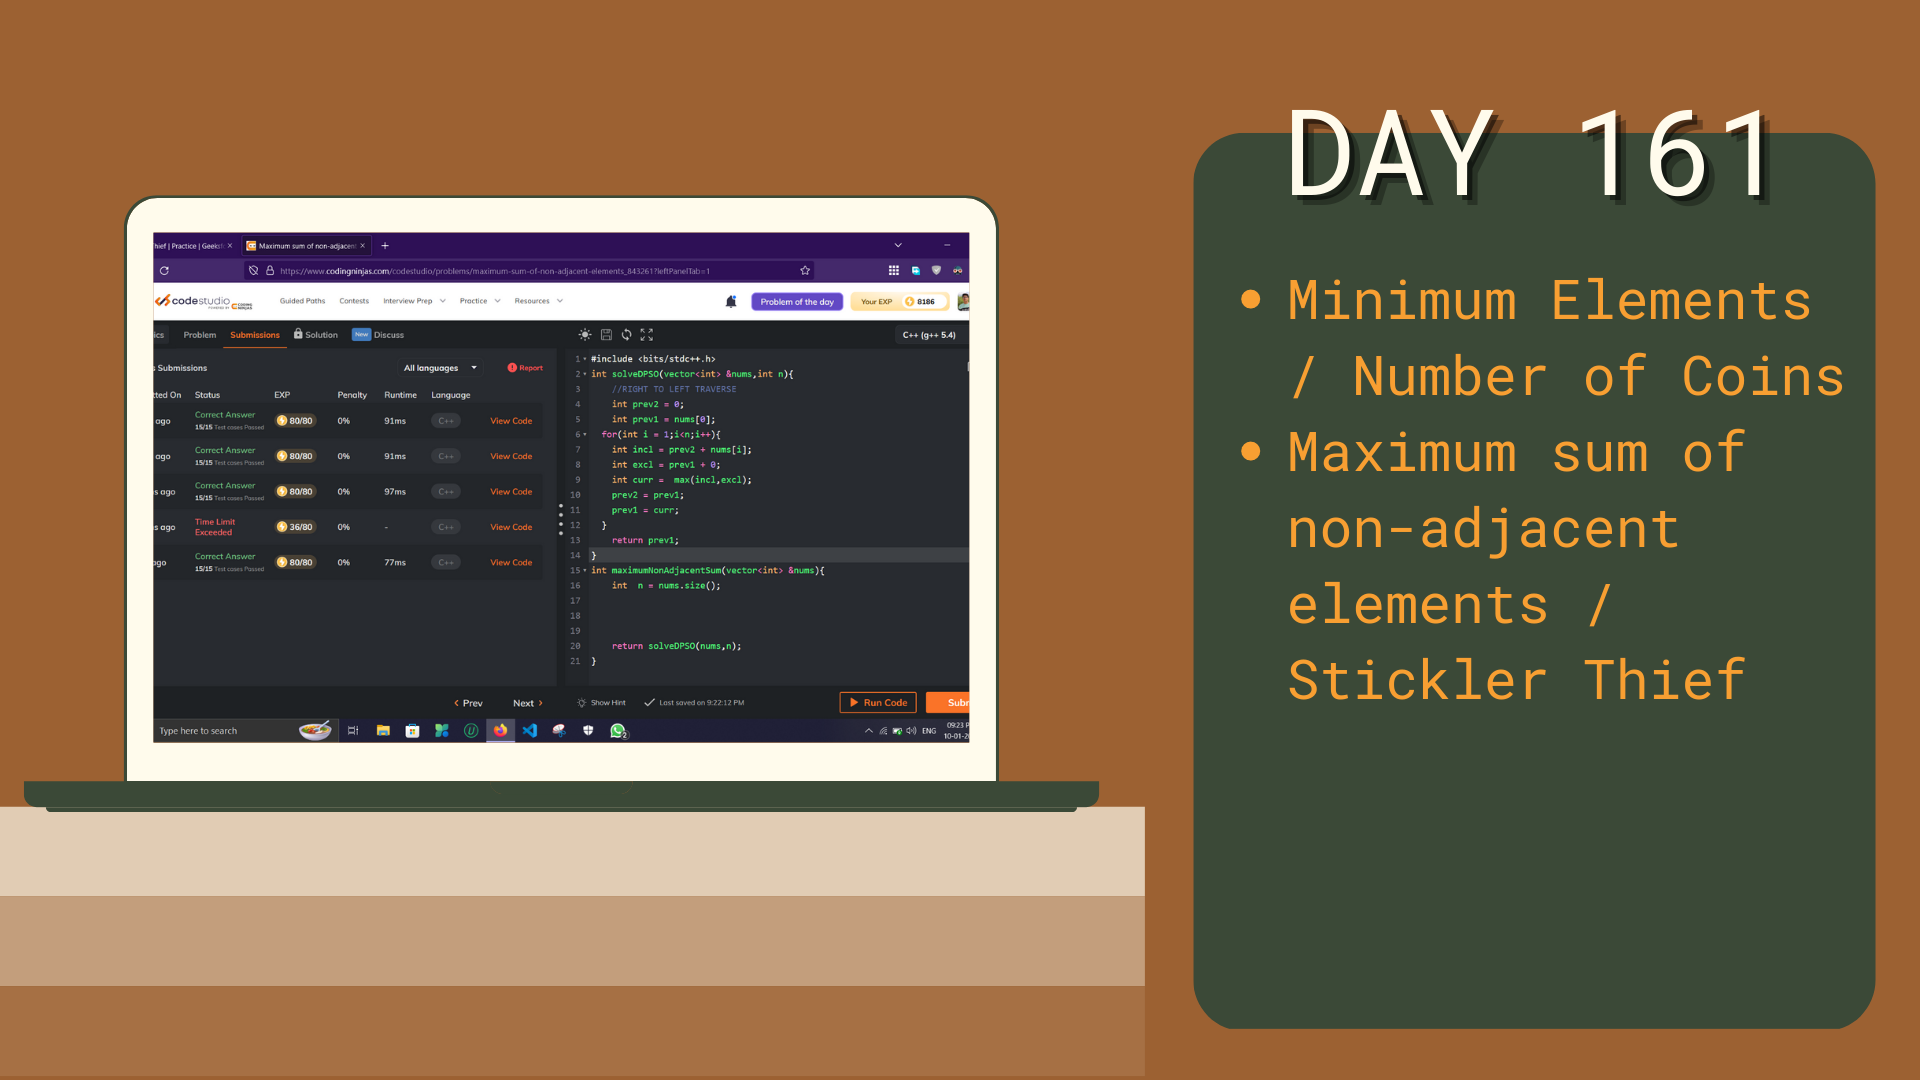 DAY 161
• Minimum Elements
/ Number of Coins
• Maximum sum of
non-adjacent
elements /
Stickler Thief
hief | Practice | Geeksf × Maximum sum of non-adjacent × +
https://www.codingninjas.com/codestudio/problems/maximum-sum-of-non-adjacent-elements_843261?leftPanelTab=1
codestudio Guided Paths Contests Interview Prep Practice Resources Problem of the day Your EXP 8186
POWERED BY CODING NINJAS
ics Problem Submissions Solution New Discuss C++ (g++ 5.4)
s Submissions All languages Report
tted On Status EXP Penalty Runtime Language
ago Correct Answer 80/80 0% 91ms C++ View Code
15/15 Test cases Passed
ago Correct Answer 80/80 0% 91ms C++ View Code
15/15 Test cases Passed
s ago Correct Answer 80/80 0% 97ms C++ View Code
15/15 Test cases Passed
s ago Time Limit 36/80 0% - C++ View Code
Exceeded
ago Correct Answer 80/80 0% 77ms C++ View Code
15/15 Test cases Passed
1 #include <bits/stdc++.h>
2 int solveDPSO(vector<int> &nums,int n){
3 //RIGHT TO LEFT TRAVERSE
4 int prev2 = 0;
5 int prev1 = nums[0];
6 for(int i = 1;i<n;i++){
7 int incl = prev2 + nums[i];
8 int excl = prev1 + 0;
9 int curr = max(incl,excl);
10 prev2 = prev1;
11 prev1 = curr;
12 }
13 return prev1;
14 }
15 int maximumNonAdjacentSum(vector<int> &nums){
16 int n = nums.size();
17
18
19
20 return solveDPSO(nums,n);
21 }
< Prev Next > Show Hint Last saved on 9:22:12 PM Run Code Subr
Type here to search 2 ENG 09:23 P
10-01-2